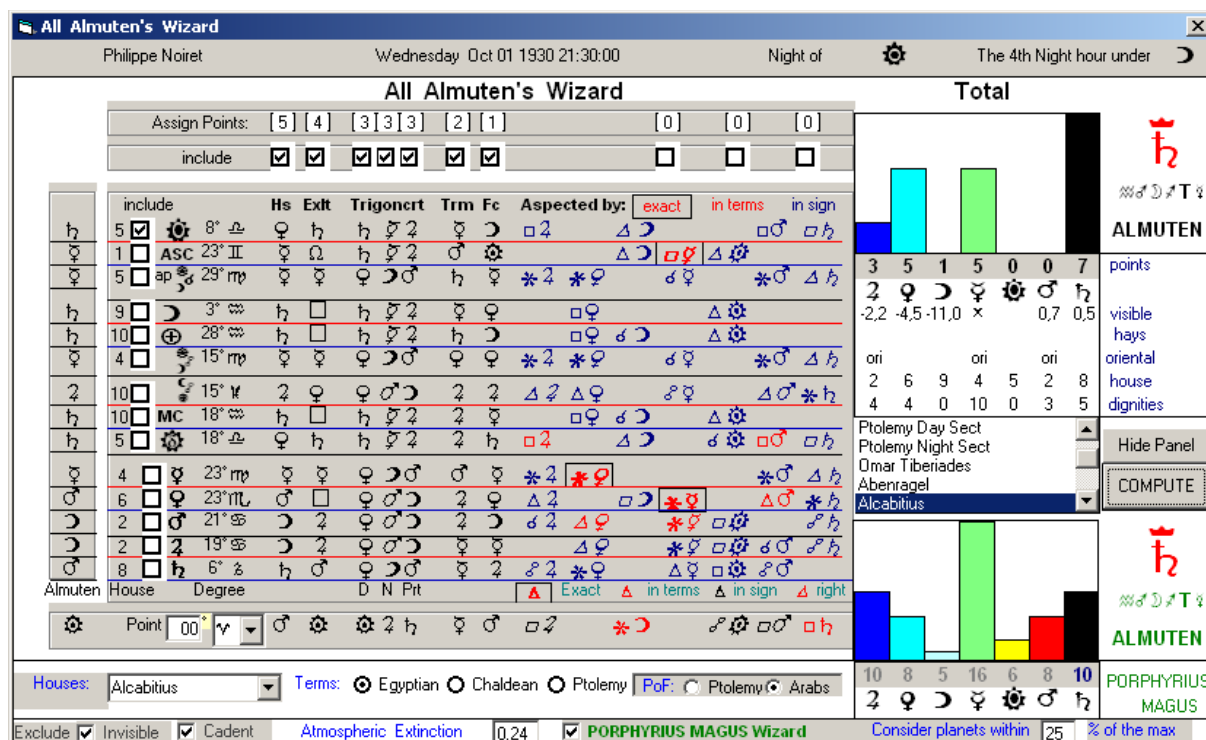 All Almuten's Wizard
Philippe Noiret Wednesday Oct 01 1930 21:30:00 Night of The 4th Night hour under ☽
All Almuten's Wizard Total
Assign Points: [5] [4] [3] [3] [3] [2] [1] [0] [0] [0]
include
include Hs Exlt Trigoncrt Trm Fc Aspected by: exact in terms in sign
♄ 5 8° ♎ ♀ ♄ ♄ ☿ ♃ ☿ ☽ □ ♃ △ ☽ □ ♂ □ ♄
☿ 1 ASC 23° ♊ ☿ ☊ ♄ ☿ ♃ ♂ ☉ △ ☽ □ ☿ △ ☉
☿ 5 ap 29° ♍ ☿ ☿ ♀ ☽ ♂ ♄ ☿ ⚹ ♃ ⚹ ♀ ☌ ☿ ⚹ ♂ △ ♄
♄ 9 ☽ 3° ♒ ♄ □ ♄ ☿ ♃ ☿ ♀ □ ♀ △ ☉
♄ 10 ⊕ 28° ♒ ♄ □ ♄ ☿ ♃ ♄ ☽ □ ♀ ☌ ☽ △ ☉
☿ 4 15° ♍ ☿ ☿ ♀ ☽ ♂ ♀ ♀ ⚹ ♃ ⚹ ♀ ☌ ☿ ⚹ ♂ △ ♄
♃ 10 15° ♓ ♃ ♀ ♀ ♂ ☽ ♃ ♃ △ ♃ △ ♀ ☍ ☿ △ ♂ ⚹ ♄
♄ 10 MC 18° ♒ ♄ □ ♄ ☿ ♃ ♃ ☿ □ ♀ ☌ ☽ △ ☉
♄ 5 18° ♎ ♀ ♄ ♄ ☿ ♃ ♃ ♄ □ ♃ △ ☽ ☌ ☉ □ ♂ □ ♄
☿ 4 ☿ 23° ♍ ☿ ☿ ♀ ☽ ♂ ♂ ☿ ⚹ ♃ ⚹ ♀ ⚹ ♂ △ ♄
♂ 6 ♀ 23° ♏ ♂ □ ♀ ♂ ☽ ♃ ♀ △ ♃ □ ☽ ⚹ ☿ △ ♂ ⚹ ♄
☽ 2 ♂ 21° ♋ ☽ ♃ ♀ ♂ ☽ ♃ ☽ ☌ ♃ △ ♀ ⚹ ☿ □ ☉ ☍ ♄
☽ 2 ♃ 19° ♋ ☽ ♃ ♀ ♂ ☽ ☿ ☿ △ ♀ ⚹ ☿ □ ☉ ☌ ♂ ☍ ♄
♂ 8 ♄ 6° ♑ ♄ ♂ ♀ ☽ ♂ ☿ ♃ ☍ ♃ ⚹ ♀ △ ☿ □ ☉ ☍ ♂
Almuten House Degree D N Prt △ Exact △ in terms △ in sign △ right
☉ Point 00° ♈ ♂ ☉ ☉ ♃ ♄ ☿ ♂ □ ♃ ⚹ ☽ ☍ ☉ □ ♂ □ ♄
♄
♒ ♂ ☽ ♂ T ☿
ALMUTEN
3 5 1 5 0 0 7 points
♃ ♀ ☽ ☿ ☉ ♂ ♄
-2,2 -4,5 -11,0 × 0,7 0,5 visible
hays
ori ori ori oriental
2 6 9 4 5 2 8 house
4 4 0 10 0 3 5 dignities
Ptolemy Day Sect
Ptolemy Night Sect
Omar Tiberiades
Abenragel
Alcabitius
Hide Panel
COMPUTE
♄
♒ ♂ ☽ ♂ T ☿
ALMUTEN
10 8 5 16 6 8 10
♃ ♀ ☽ ☿ ☉ ♂ ♄
PORPHYRIUS
MAGUS
Houses: Alcabitius Terms: Egyptian Chaldean Ptolemy PoF: Ptolemy Arabs
Exclude Invisible Cadent Atmospheric Extinction 0,24 PORPHYRIUS MAGUS Wizard Consider planets within 25 % of the max